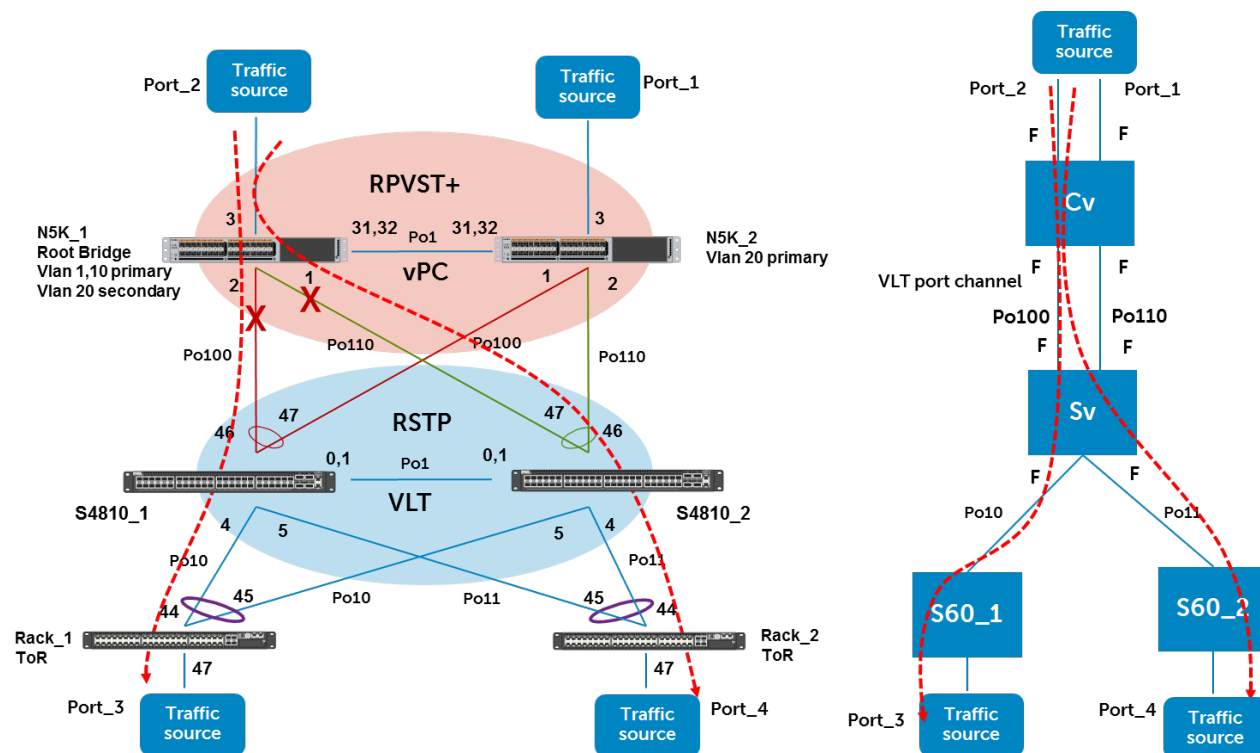 Traffic
source
Port_2
Traffic
source
Port_1
RPVST+
N5K_1
Root Bridge
Vlan 1,10 primary
Vlan 20 secondary
3
31,32
Po1
31,32
3
vPC
N5K_2
Vlan 20 primary
2
1
1
2
X
X
Po100
Po110
Po100
Po110
47
46
47
46
RSTP
0,1
Po1
0,1
VLT
S4810_1
S4810_2
4
5
5
4
Po10
Po10
Po11
Po11
44
45
45
44
Rack_1
ToR
Rack_2
ToR
47
47
Port_3
Traffic
source
Traffic
source
Port_4
Traffic
source
Port_2
Port_1
F
F
Cv
VLT port channel
F
F
Po100
Po110
F
F
Sv
F
F
Po10
Po11
S60_1
S60_2
Port_3
Traffic
source
Port_4
Traffic
source